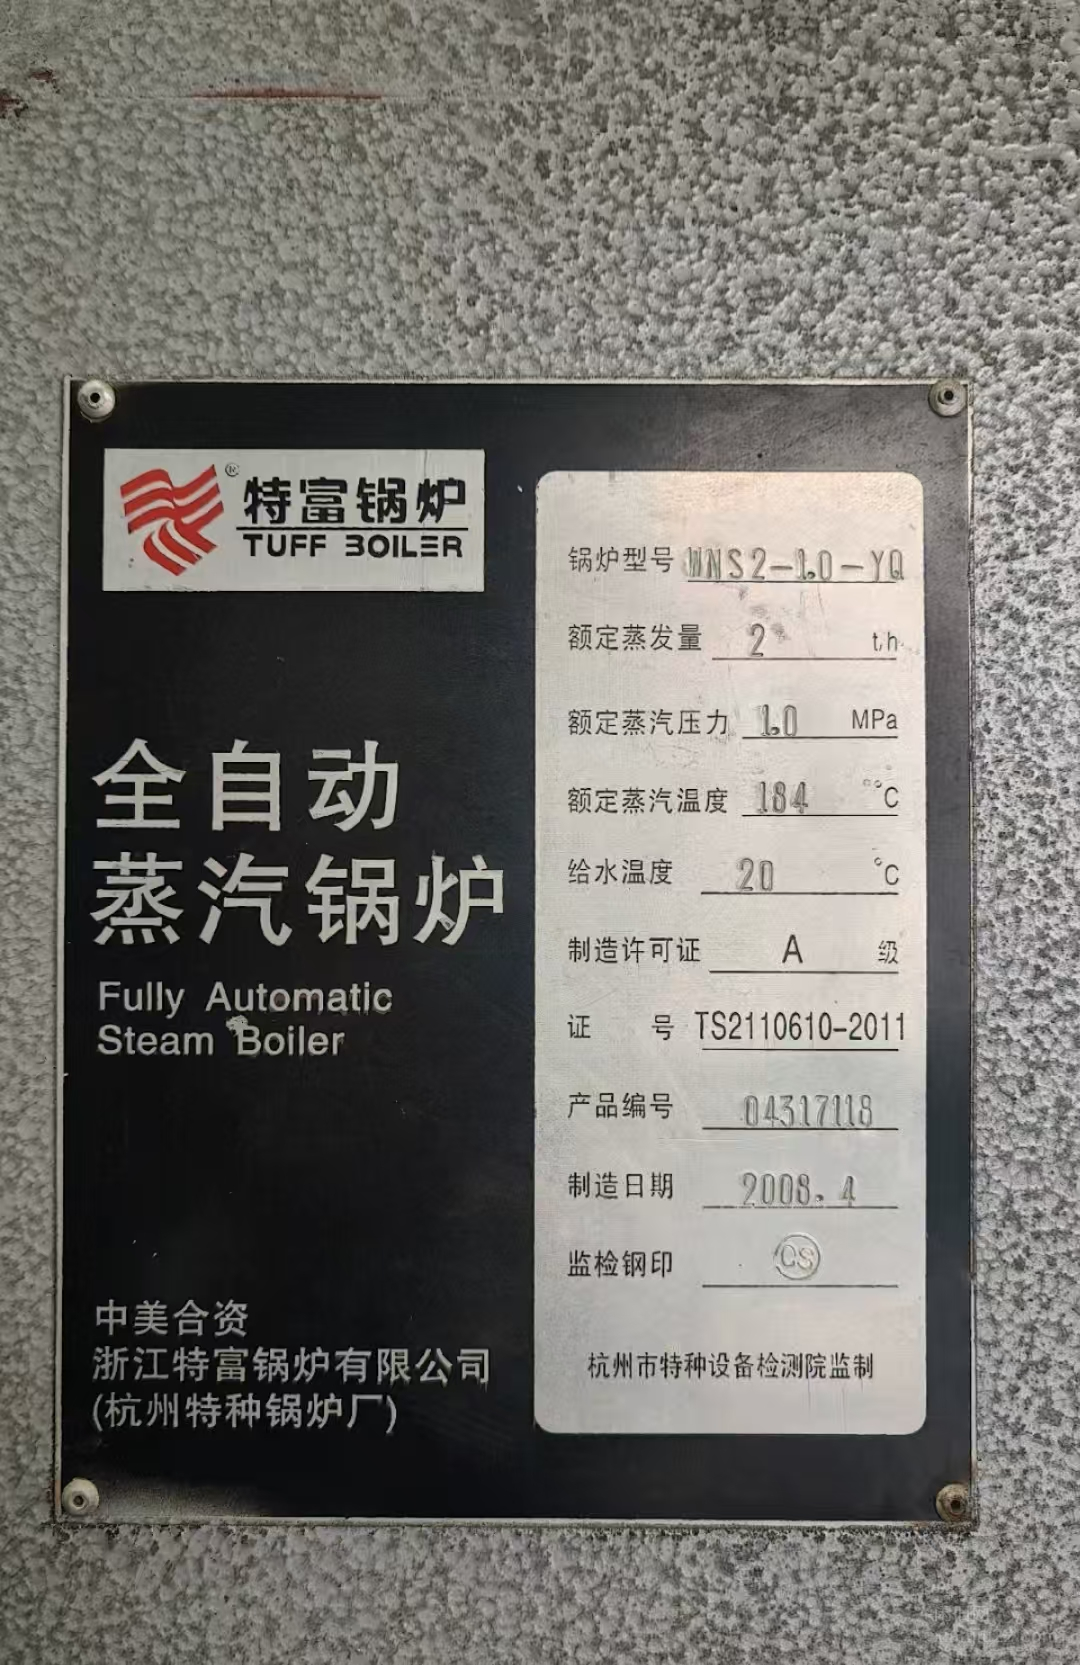 特富锅炉
TUFF BOILER
全自动
蒸汽锅炉
Fully Automatic
Steam Boiler
中美合资
浙江特富锅炉有限公司
(杭州特种锅炉厂)
锅炉型号 WNS2-1.0-YQ
额定蒸发量 2 t/h
额定蒸汽压力 1.0 MPa
额定蒸汽温度 184 °C
给水温度 20 °C
制造许可证 A 级
证 号 TS2110610-2011
产品编号 04317118
制造日期 2008.4
监检钢印 CS
杭州市特种设备检测院监制